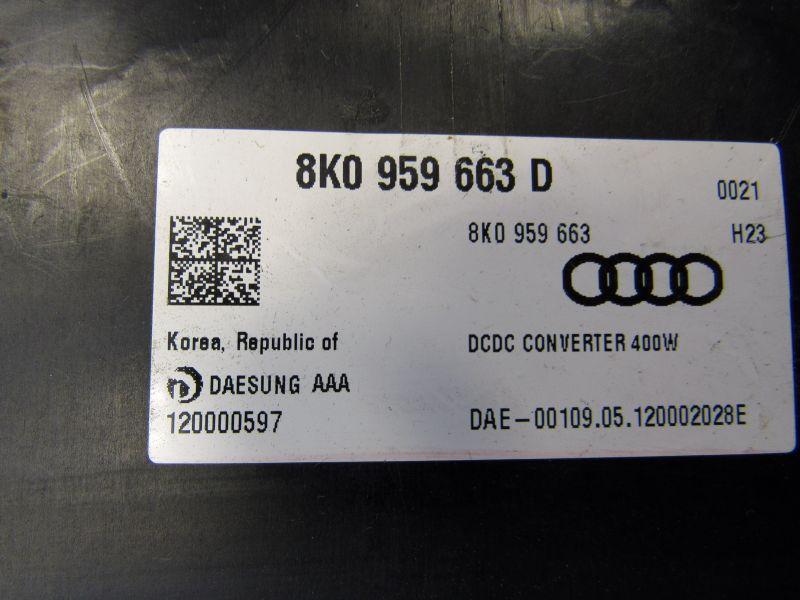 8K0 959 663 D
0021
8K0 959 663 H23
Korea, Republic of
DCDC CONVERTER 400W
DAESUNG AAA
120000597
DAE-00109.05.120002028E